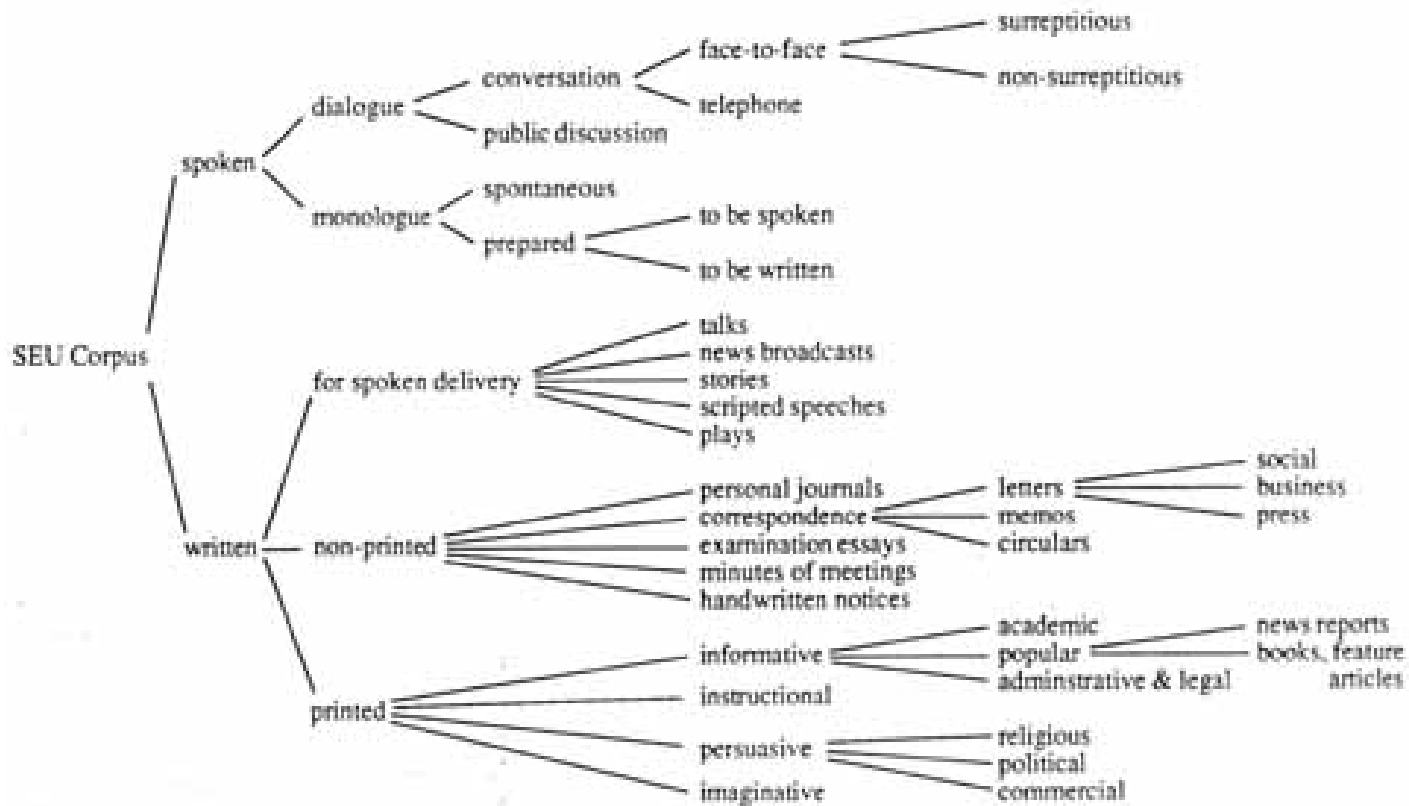 surreptitious
face-to-face
conversation
non-surreptitious
dialogue
telephone
public discussion
spoken
spontaneous
monologue
to be spoken
prepared
to be written
talks
SEU Corpus
news broadcasts
for spoken delivery
stories
scripted speeches
plays
social
personal journals
letters
business
correspondence
memos
press
written
non-printed
examination essays
circulars
minutes of meetings
handwritten notices
academic
news reports
informative
popular
books, feature
adminstrative & legal
articles
instructional
printed
religious
persuasive
political
imaginative
commercial